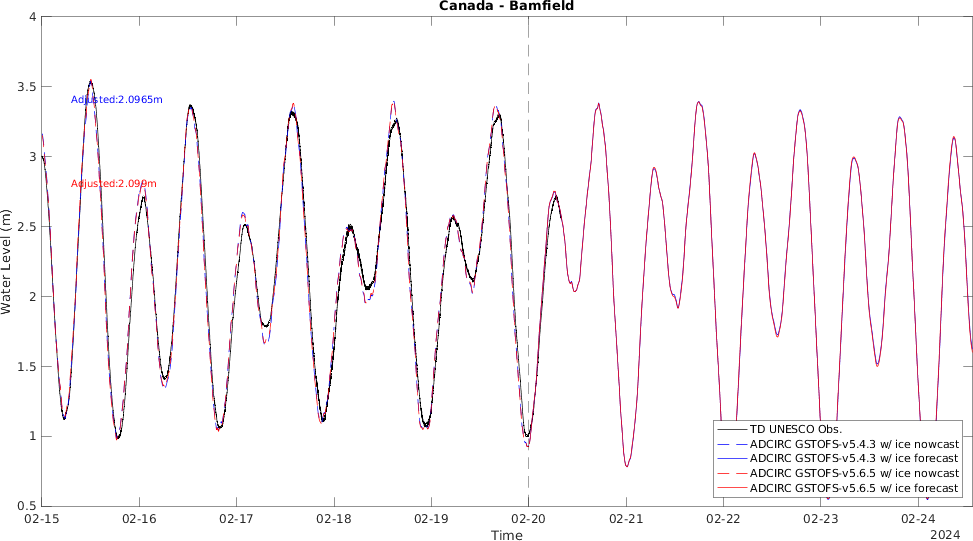 Canada - Bamfield
4
3.5
3
2.5
2
1.5
1
0.5
Water Level (m)
Adjusted:2.0965m
Adjusted:2.099m
TD UNESCO Obs.
ADCIRC GSTOFS-v5.4.3 w/ ice nowcast
ADCIRC GSTOFS-v5.4.3 w/ ice forecast
ADCIRC GSTOFS-v5.6.5 w/ ice nowcast
ADCIRC GSTOFS-v5.6.5 w/ ice forecast
02-15 02-16 02-17 02-18 02-19 02-20 02-21 02-22 02-23 02-24
Time
2024